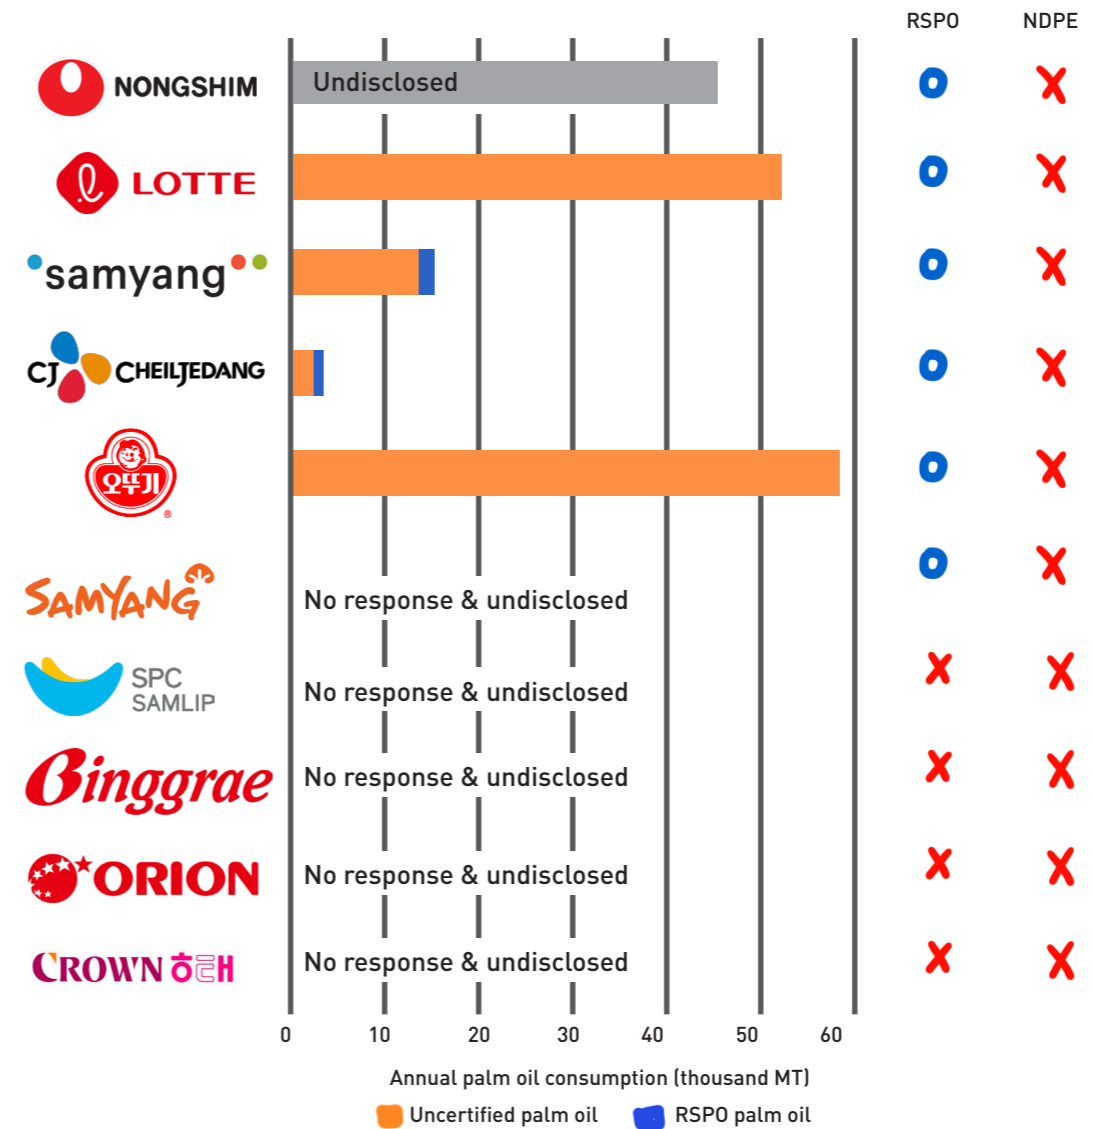 RSPO NDPE
NONGSHIM
Undisclosed
LOTTE
samyang
CJ CHEILJEDANG
오뚜기
®
SAMYANG
No response & undisclosed
SPC
SAMLIP
No response & undisclosed
Binggrae
No response & undisclosed
ORION
No response & undisclosed
CROWN 해태
No response & undisclosed
0 10 20 30 40 50 60
Annual palm oil consumption (thousand MT)
Uncertified palm oil RSPO palm oil